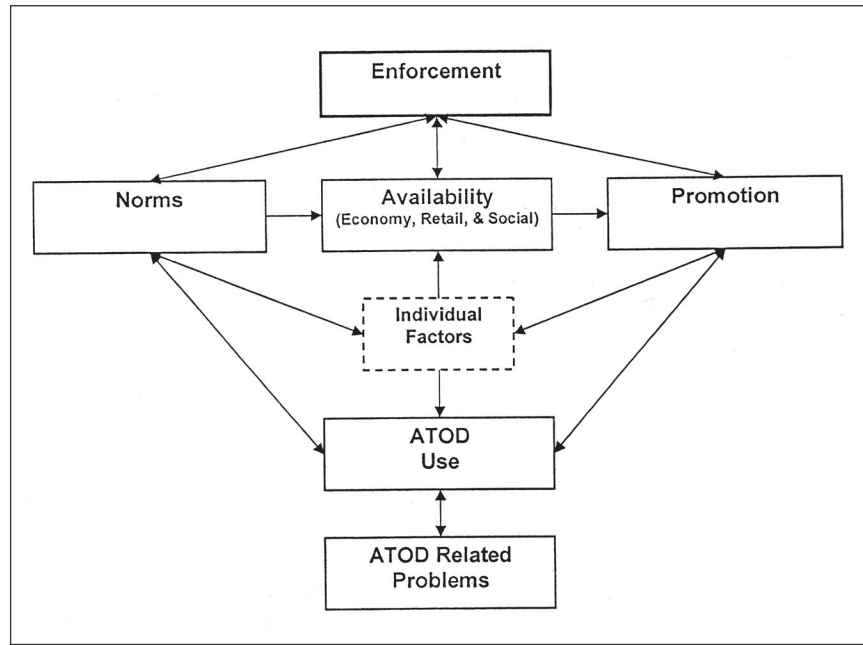 Enforcement
Norms
Availability
(Economy, Retail, & Social)
Promotion
Individual
Factors
ATOD
Use
ATOD Related
Problems